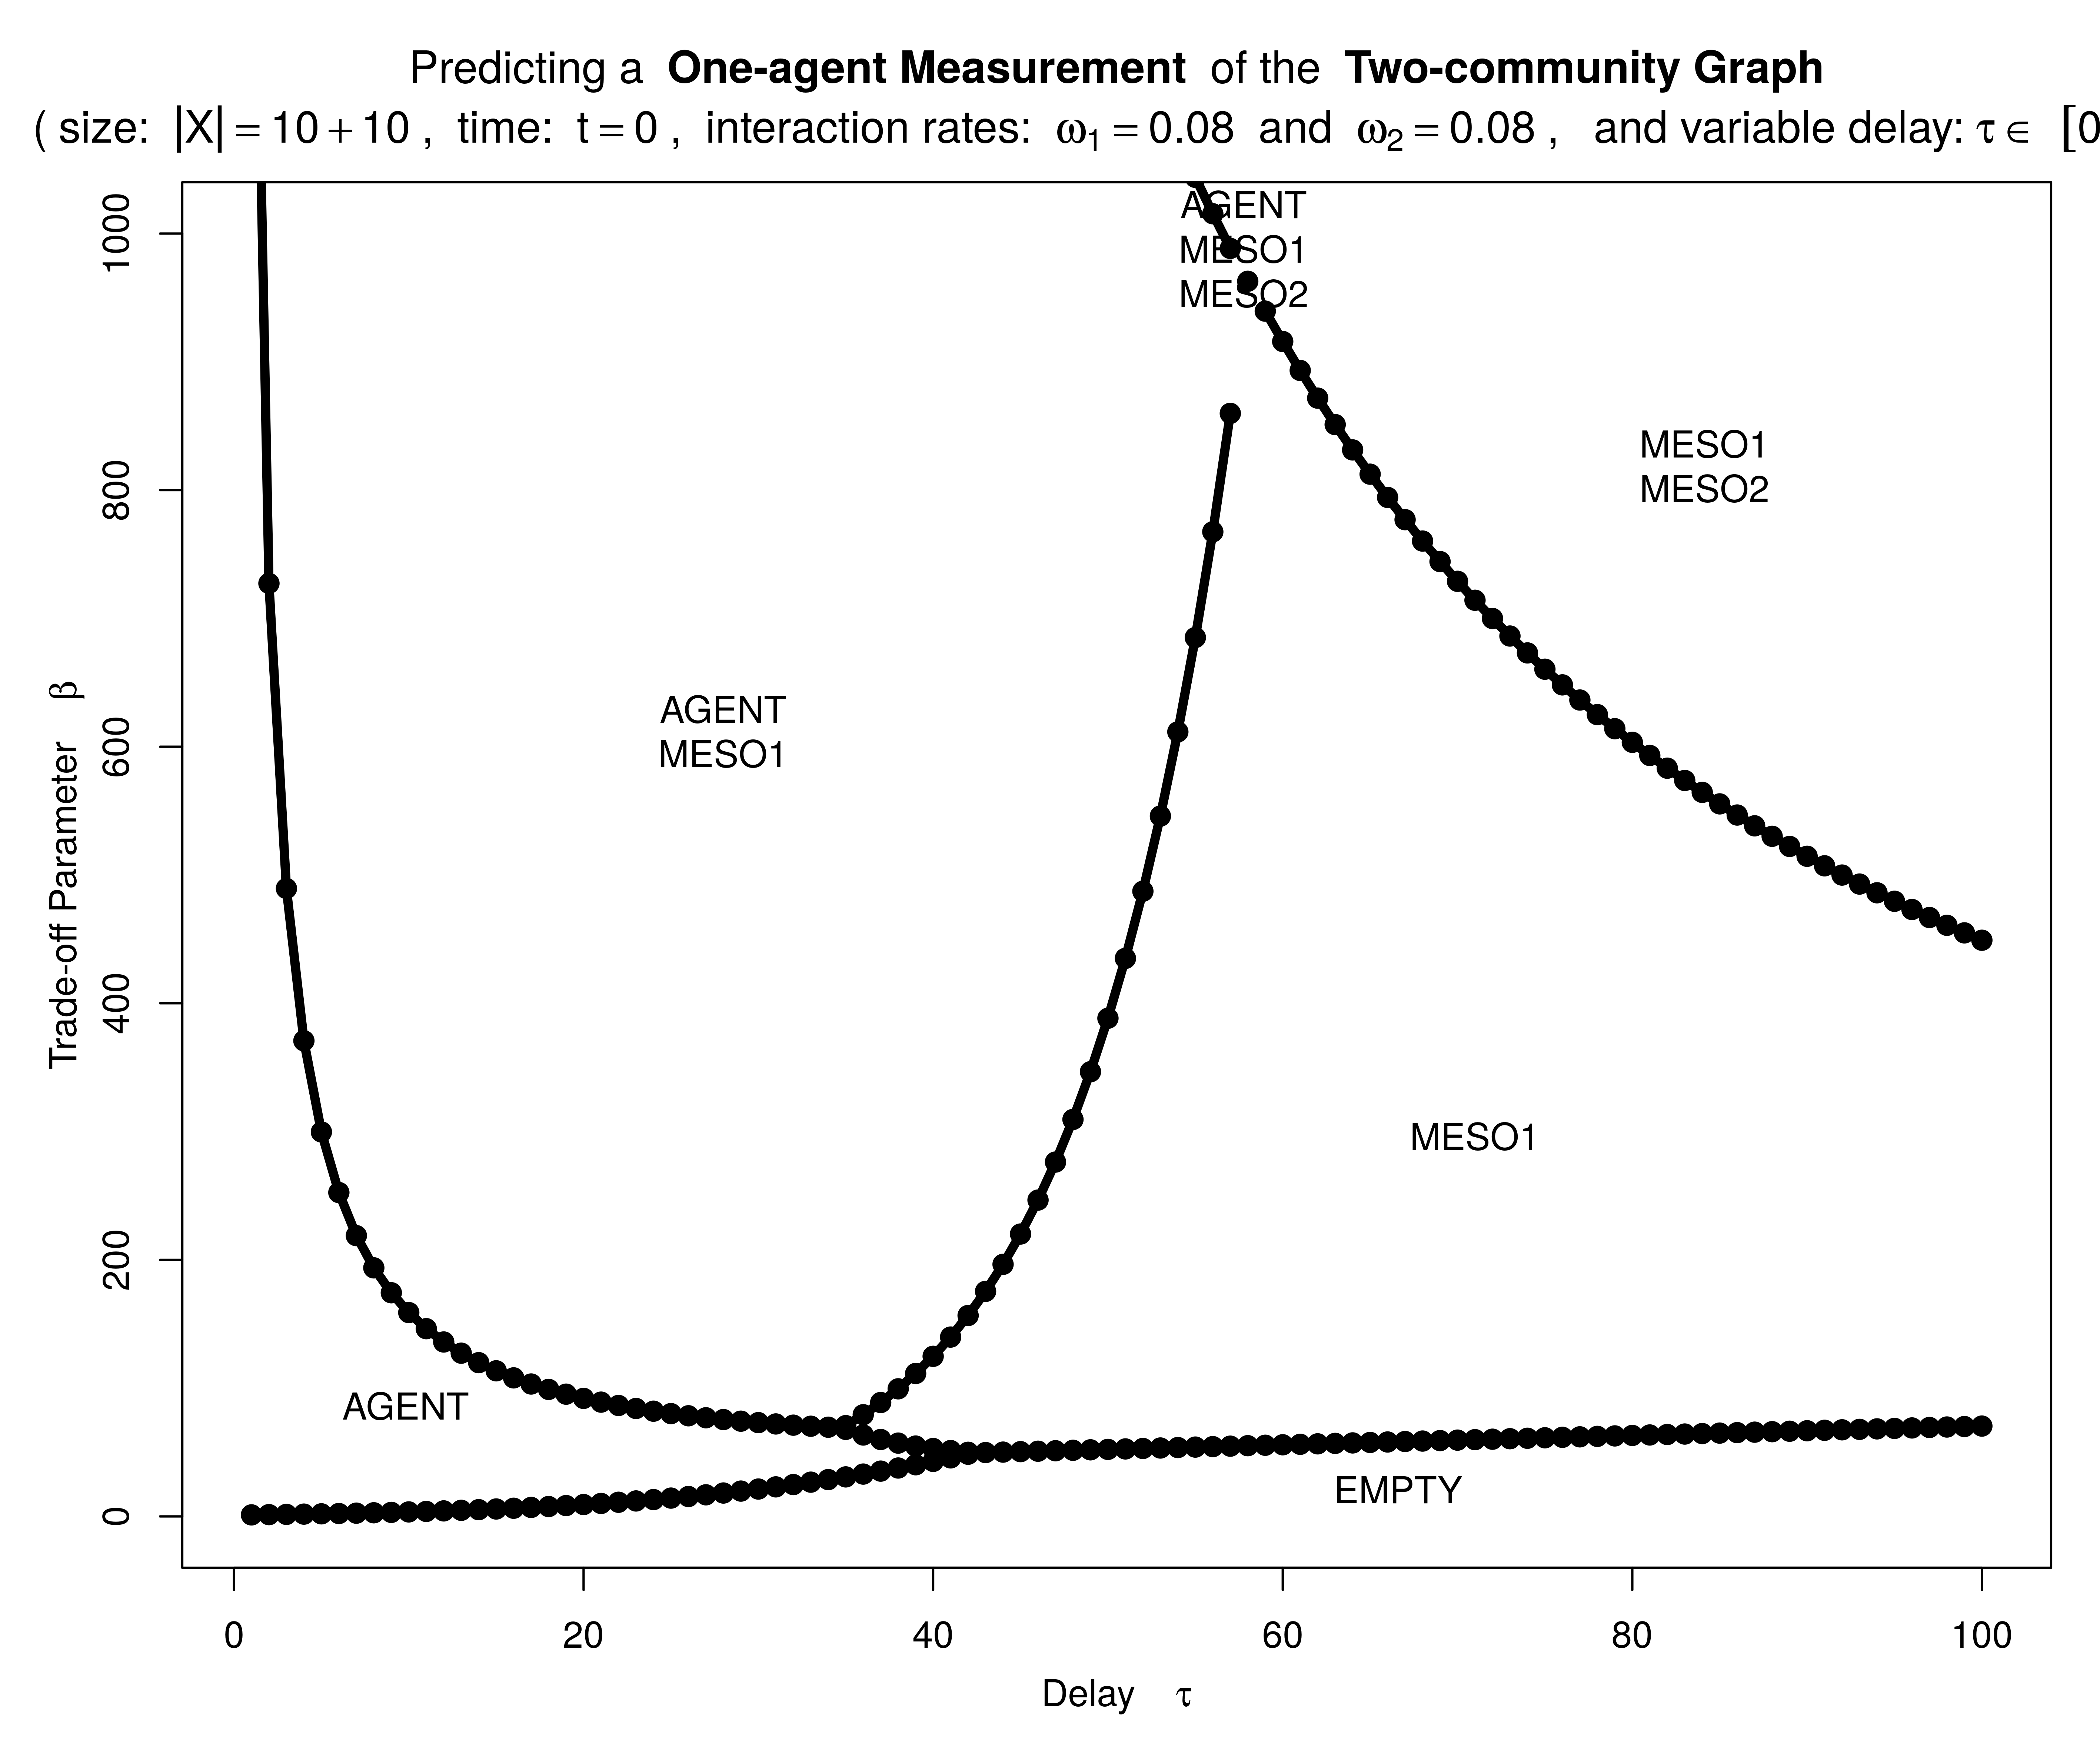 Predicting a One-agent Measurement of the Two-community Graph
( size: |X| = 10 + 10 , time: t = 0 , interaction rates: ω1 = 0.08 and ω2 = 0.08 , and variable delay: τ ∈ [0
AGENT
MESO1
MESO2
MESO1
MESO2
AGENT
MESO1
MESO1
AGENT
EMPTY
Trade-off Parameter β
1000
800
600
400
200
0
0 20 40 60 80 100
Delay τ